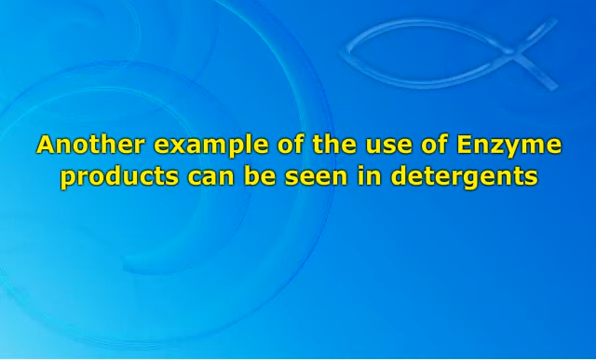 Another example of the use of Enzyme
products can be seen in detergents